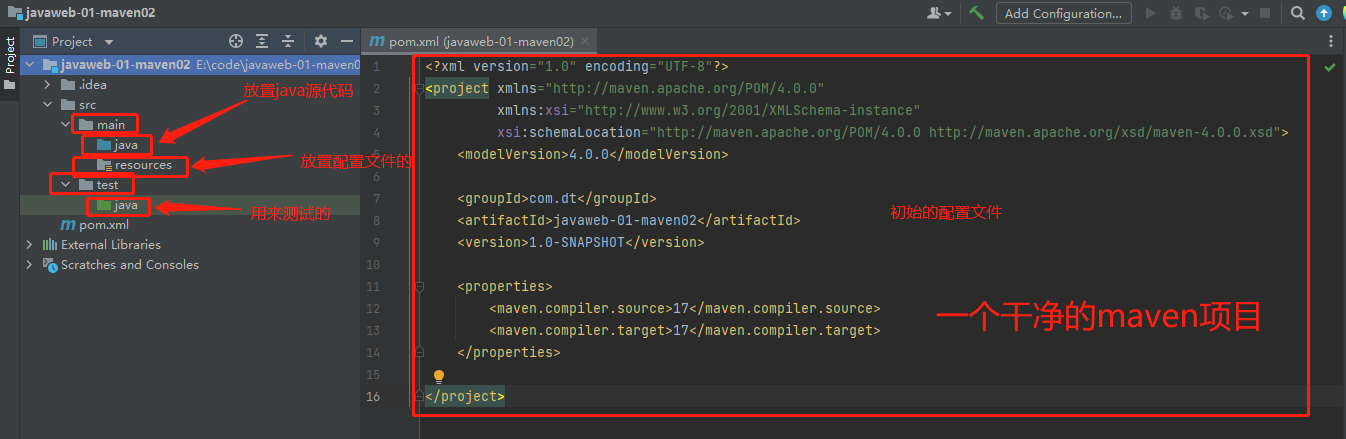 javaweb-01-maven02
Add Configuration...
Project
Project
pom.xml (javaweb-01-maven02)
javaweb-01-maven02 E:\code\javaweb-01-maven0
.idea
放置java源代码
src
main
java
resources
放置配置文件的
test
java
用来测试的
pom.xml
External Libraries
Scratches and Consoles
1 <?xml version="1.0" encoding="UTF-8"?>
2 <project xmlns="http://maven.apache.org/POM/4.0.0"
3 xmlns:xsi="http://www.w3.org/2001/XMLSchema-instance"
4 xsi:schemaLocation="http://maven.apache.org/POM/4.0.0 http://maven.apache.org/xsd/maven-4.0.0.xsd">
5 <modelVersion>4.0.0</modelVersion>
6
7 <groupId>com.dt</groupId>
8 <artifactId>javaweb-01-maven02</artifactId>
初始的配置文件
9 <version>1.0-SNAPSHOT</version>
10
11 <properties>
12 <maven.compiler.source>17</maven.compiler.source>
一个干净的maven项目
13 <maven.compiler.target>17</maven.compiler.target>
14 </properties>
15
16 </project>